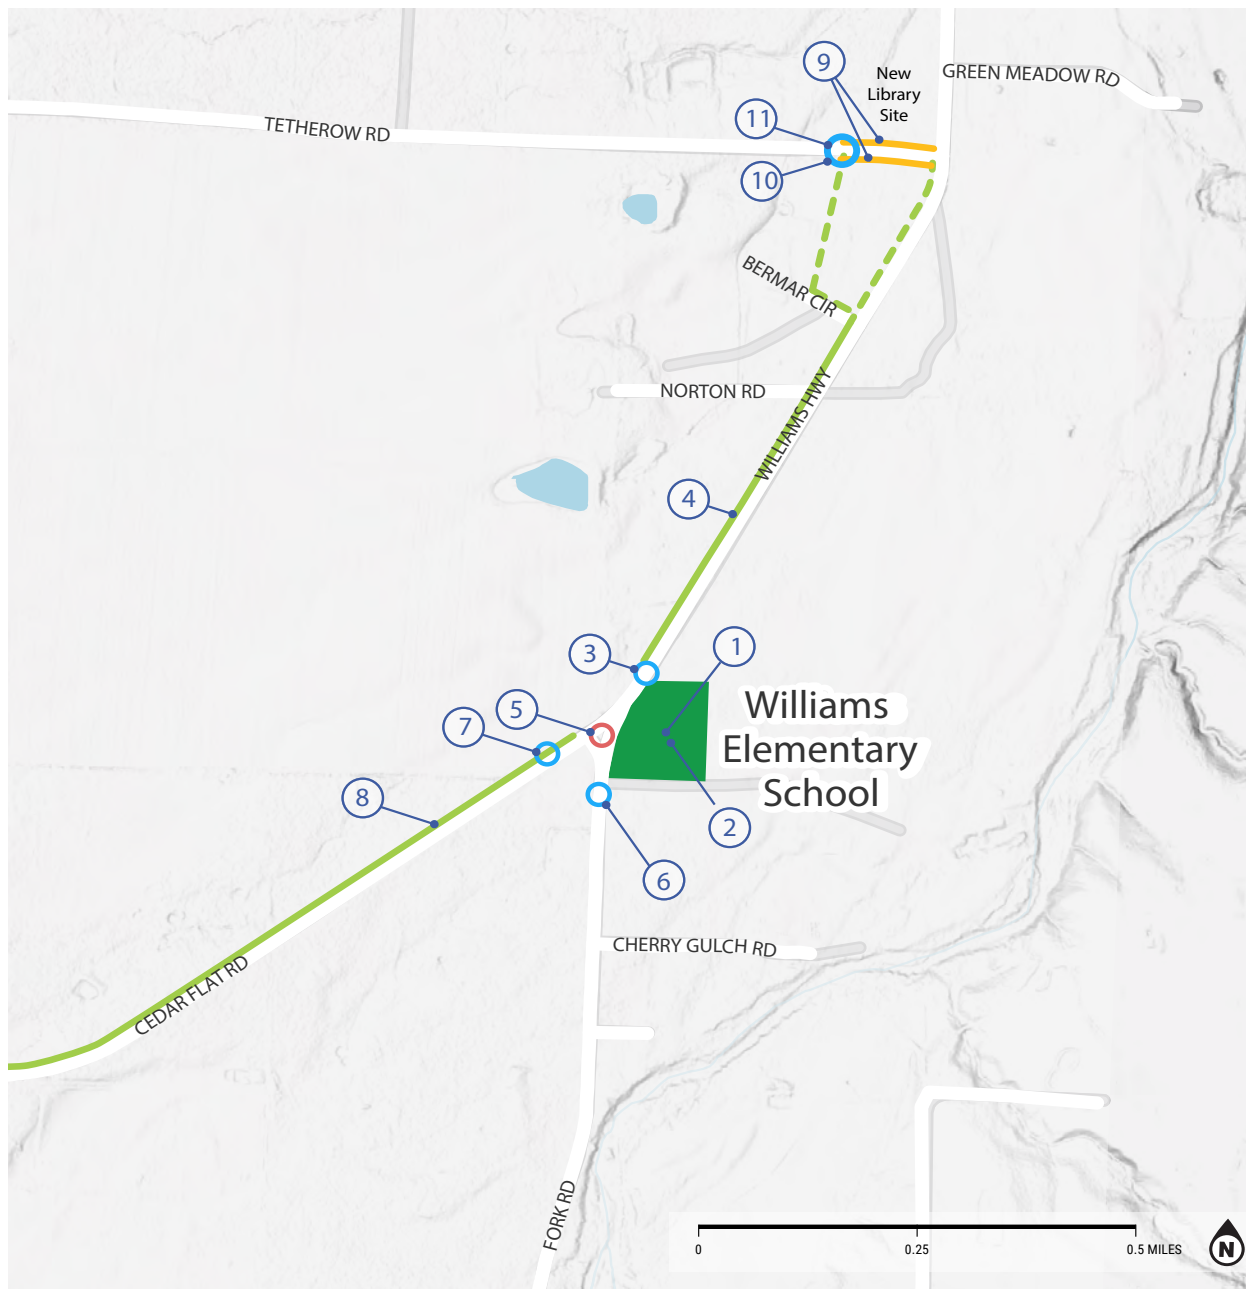 9
New
Library
Site
GREEN MEADOW RD
11
TETHEROW RD
10
BERMAR CIR
NORTON RD
WILLIAMS HWY
4
3
1
5
7
Williams
Elementary
School
8
2
6
CHERRY GULCH RD
CEDAR FLAT RD
FORK RD
0
0.25
0.5 MILES
N